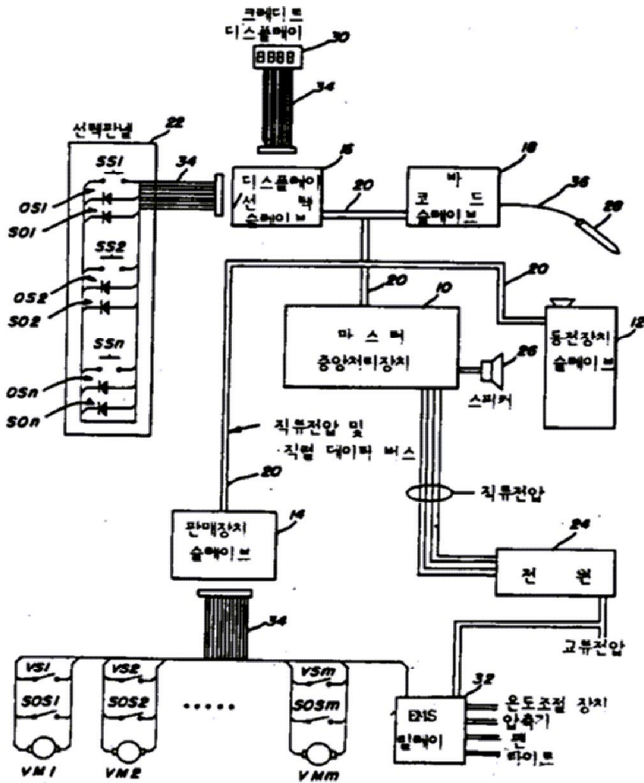 크레디트
디스플레이
30
8888
34
선택판넬
22
SS1
34
OS1
SO1
SS2
OS2
SO2
SSn
OSn
SOn
16
디스플레이
선택
슬레이브
20
18
바
코드
슬레이브
36
28
20
20
10
마스터
중앙처리장치
26
스피커
12
동전장치
슬레이브
직류전압 및
직렬 데이타 버스
20
직류전압
14
판매장치
슬레이브
24
전 원
34
교류전압
VS1
SOS1
VM1
VS2
SOS2
VM2
.....
VSm
SOSm
VMm
32
EMS
릴레이
온도조절 장치
압축기
팬
라이트